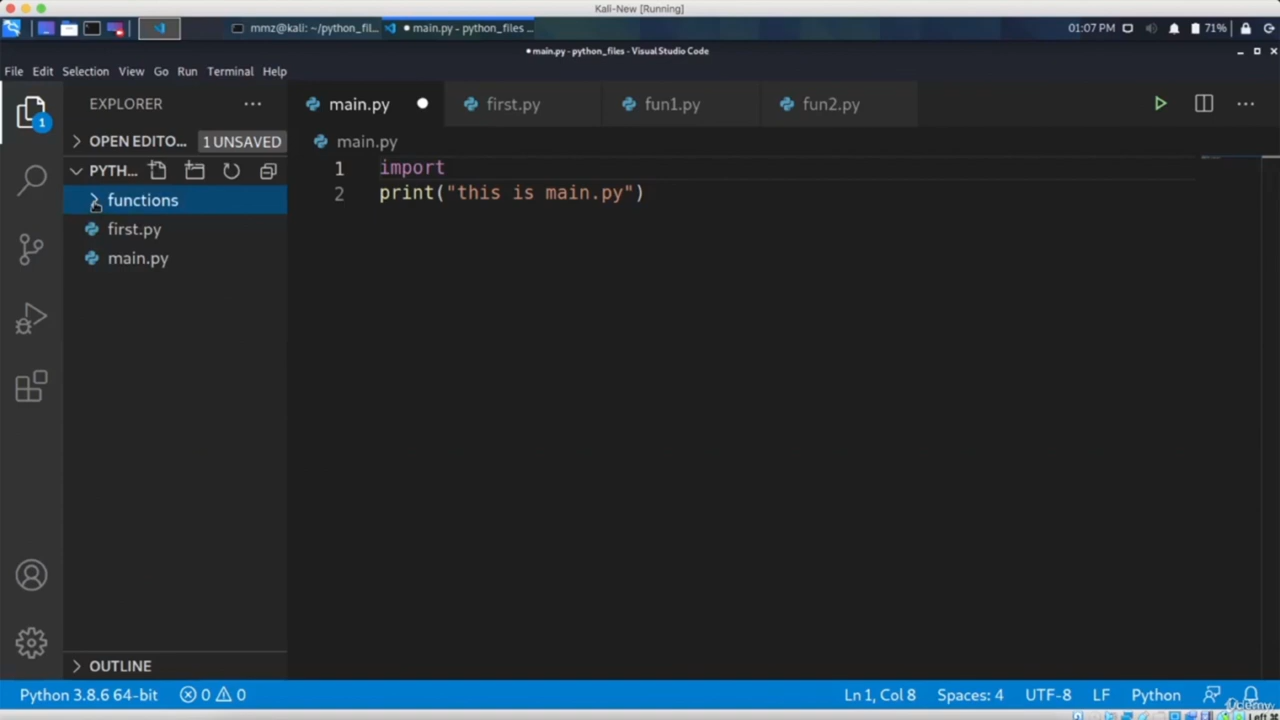 Kali-New [Running]
mmz@kali: ~/python_fil...
main.py - python_files ...
01:07 PM
71%
main.py - python_files - Visual Studio Code
File Edit Selection View Go Run Terminal Help
EXPLORER
main.py
first.py
fun1.py
fun2.py
1
OPEN EDITO...
1 UNSAVED
main.py
PYTH...
functions
first.py
main.py
1 import
2 print("this is main.py")
OUTLINE
Python 3.8.6 64-bit
0
0
Ln 1, Col 8
Spaces: 4
UTF-8
LF
Python
Udemy
Left ⌘